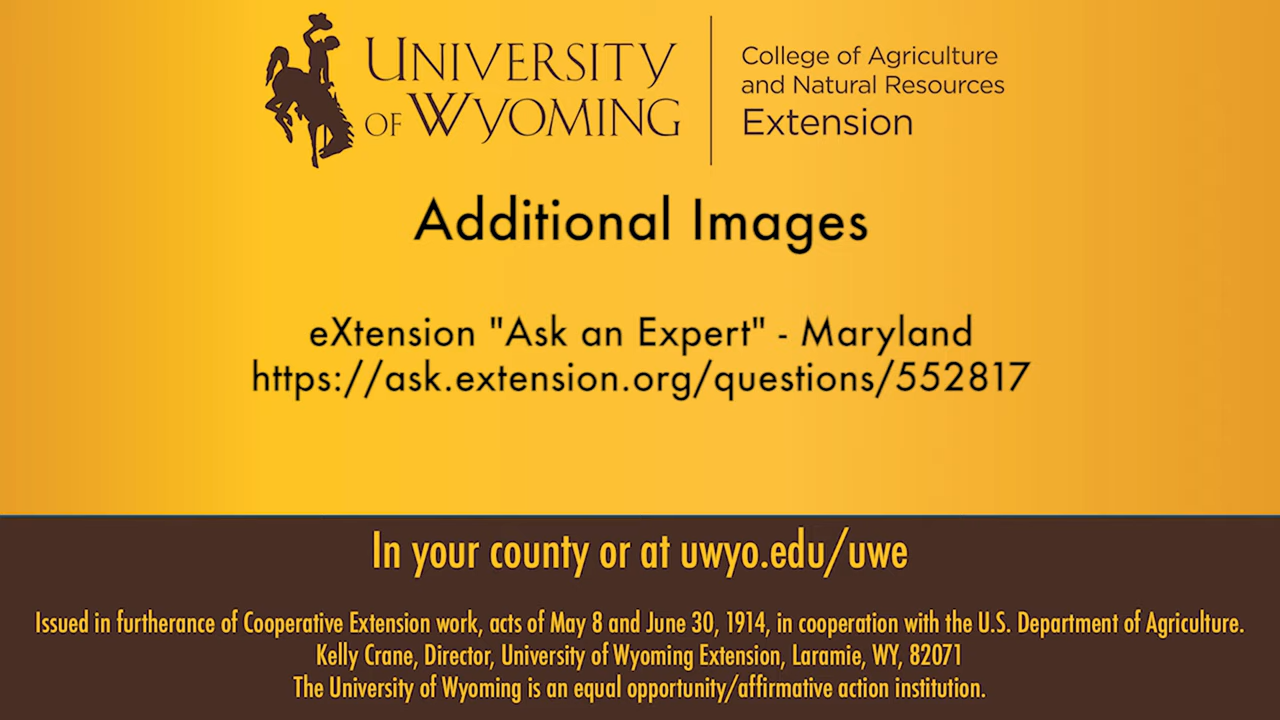 UNIVERSITY
OF WYOMING
College of Agriculture
and Natural Resources
Extension
Additional Images
eXtension "Ask an Expert" - Maryland
https://ask.extension.org/questions/552817
In your county or at uwyo.edu/uwe
Issued in furtherance of Cooperative Extension work, acts of May 8 and June 30, 1914, in cooperation with the U.S. Department of Agriculture.
Kelly Crane, Director, University of Wyoming Extension, Laramie, WY, 82071
The University of Wyoming is an equal opportunity/affirmative action institution.